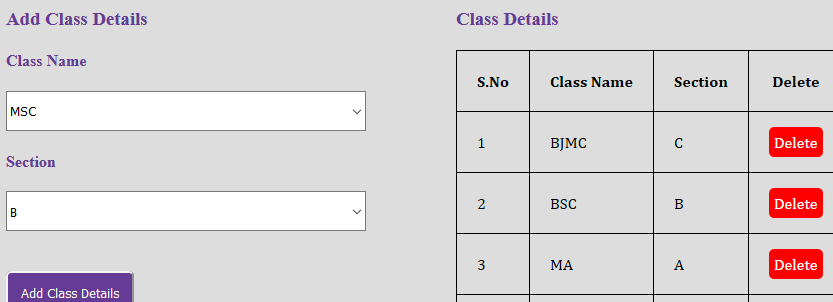 Add Class Details
Class Name
MSC
Section
B
Add Class Details
Class Details
S.No Class Name Section Delete
1 BJMC C Delete
2 BSC B Delete
3 MA A Delete